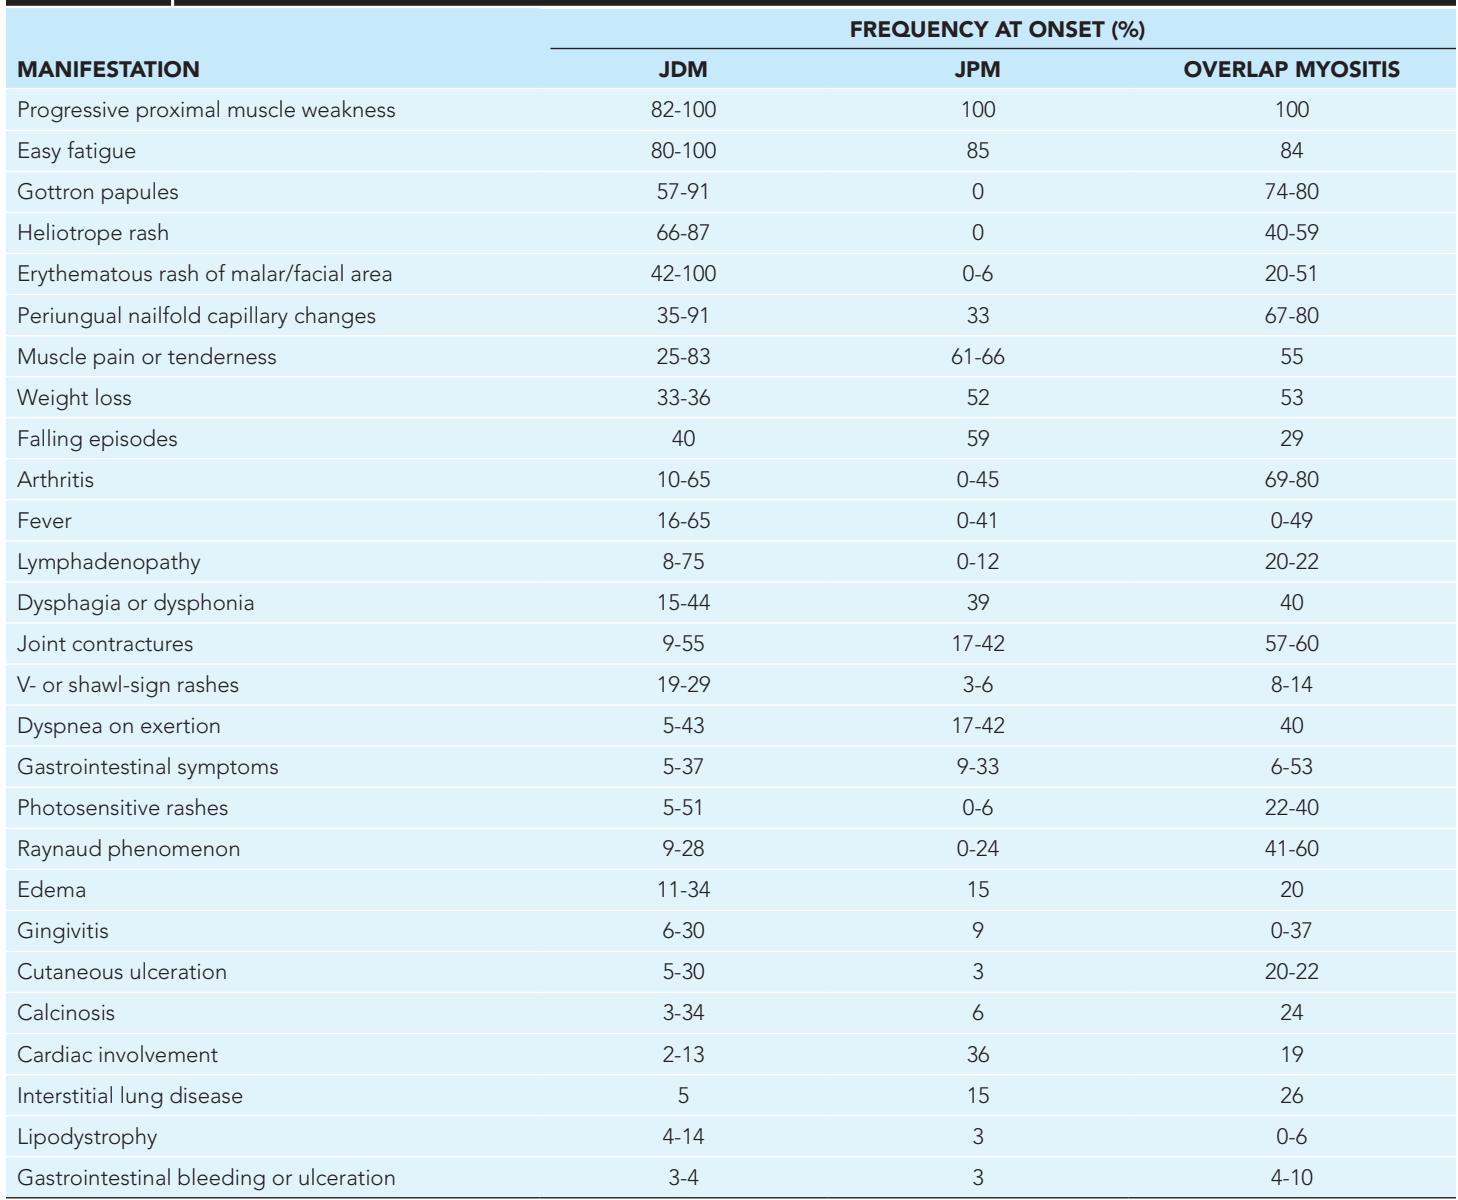 FREQUENCY AT ONSET (%)
MANIFESTATION JDM JPM OVERLAP MYOSITIS
Progressive proximal muscle weakness 82-100 100 100
Easy fatigue 80-100 85 84
Gottron papules 57-91 0 74-80
Heliotrope rash 66-87 0 40-59
Erythematous rash of malar/facial area 42-100 0-6 20-51
Periungual nailfold capillary changes 35-91 33 67-80
Muscle pain or tenderness 25-83 61-66 55
Weight loss 33-36 52 53
Falling episodes 40 59 29
Arthritis 10-65 0-45 69-80
Fever 16-65 0-41 0-49
Lymphadenopathy 8-75 0-12 20-22
Dysphagia or dysphonia 15-44 39 40
Joint contractures 9-55 17-42 57-60
V- or shawl-sign rashes 19-29 3-6 8-14
Dyspnea on exertion 5-43 17-42 40
Gastrointestinal symptoms 5-37 9-33 6-53
Photosensitive rashes 5-51 0-6 22-40
Raynaud phenomenon 9-28 0-24 41-60
Edema 11-34 15 20
Gingivitis 6-30 9 0-37
Cutaneous ulceration 5-30 3 20-22
Calcinosis 3-34 6 24
Cardiac involvement 2-13 36 19
Interstitial lung disease 5 15 26
Lipodystrophy 4-14 3 0-6
Gastrointestinal bleeding or ulceration 3-4 3 4-10